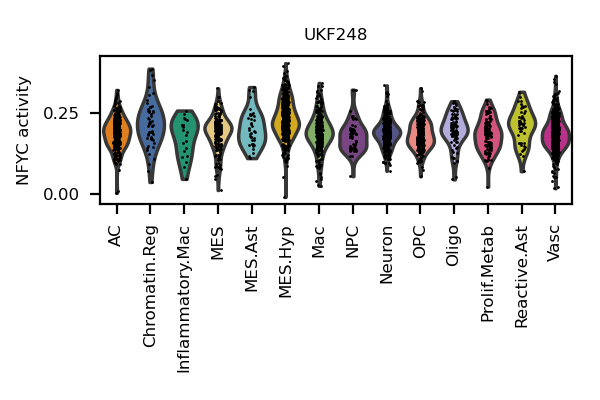 UKF248
NFYC activity
0.25
0.00
AC
Chromatin.Reg
Inflammatory.Mac
MES
MES.Ast
MES.Hyp
Mac
NPC
Neuron
OPC
Oligo
Prolif.Metab
Reactive.Ast
Vasc